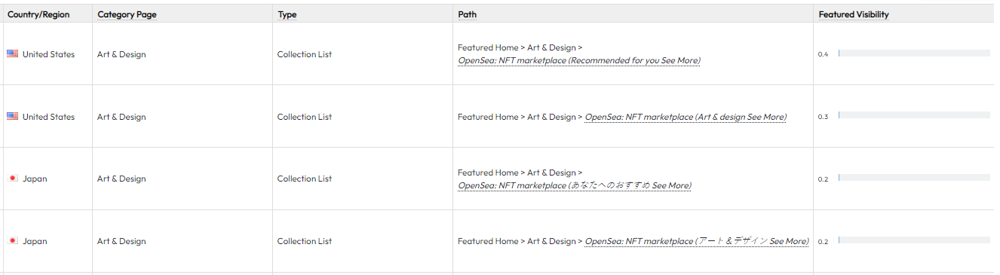 Country/Region Category Page Type Path Featured Visibility
United States Art & Design Collection List Featured Home > Art & Design >
OpenSea: NFT marketplace (Recommended for you See More) 0.4
United States Art & Design Collection List Featured Home > Art & Design > OpenSea: NFT marketplace (Art & design See More) 0.3
Japan Art & Design Collection List Featured Home > Art & Design >
OpenSea: NFT marketplace (あなたへのおすすめ See More) 0.2
Japan Art & Design Collection List Featured Home > Art & Design > OpenSea: NFT marketplace (アート＆デザイン See More) 0.2